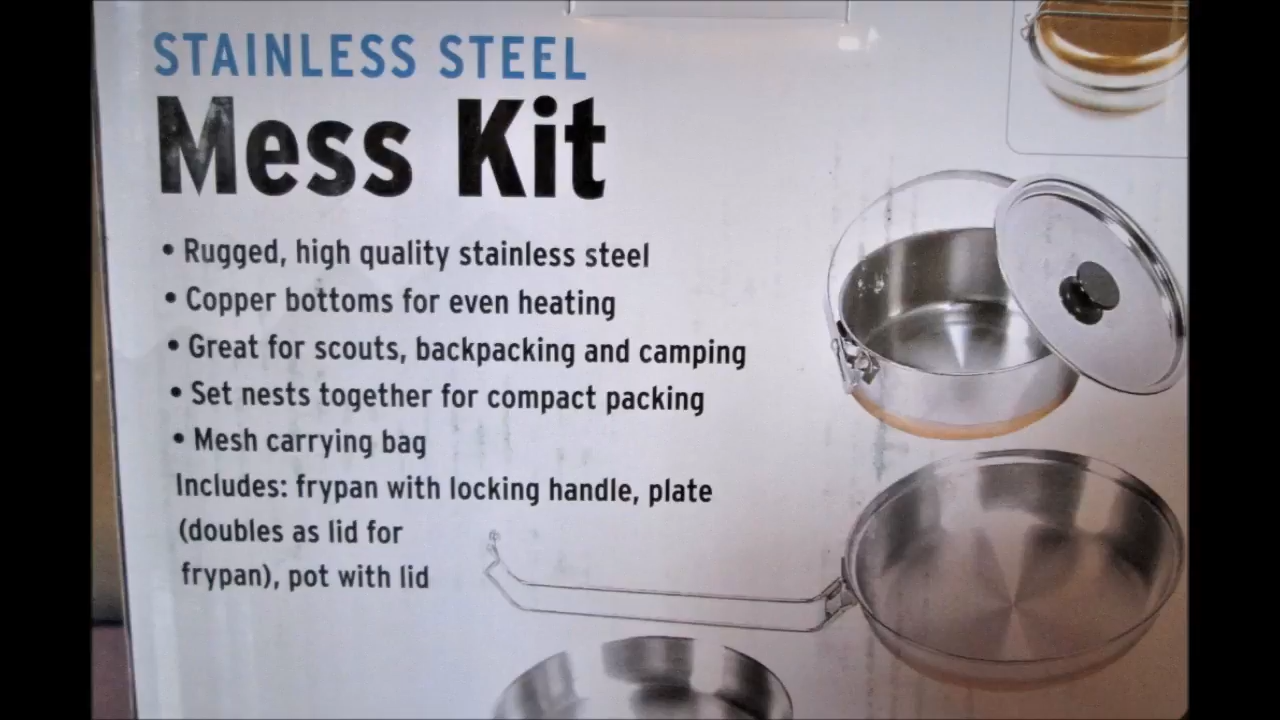 STAINLESS STEEL
Mess Kit
• Rugged, high quality stainless steel
• Copper bottoms for even heating
• Great for scouts, backpacking and camping
• Set nests together for compact packing
• Mesh carrying bag
Includes: frypan with locking handle, plate
(doubles as lid for
frypan), pot with lid